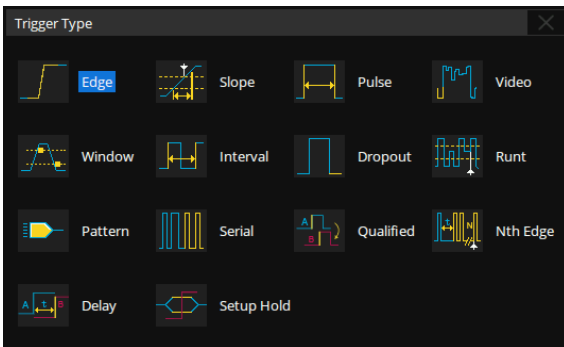 Trigger Type
Edge
Slope
Pulse
Video
Window
Interval
Dropout
Runt
Pattern
Serial
A
B
Qualified
t
N
Nth Edge
A
t
B
Delay
Setup Hold